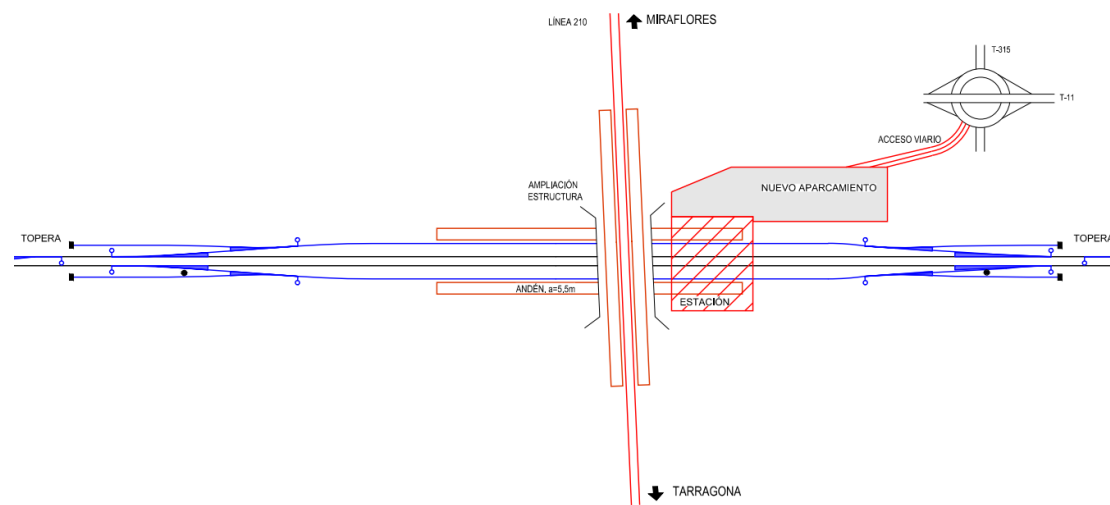 LÍNEA 210
MIRAFLORES
T-315
T-11
ACCESO VIARIO
AMPLIACIÓN
ESTRUCTURA
NUEVO APARCAMIENTO
TOPERA
TOPERA
ANDÉN, a=5,5m
ESTACIÓN
TARRAGONA